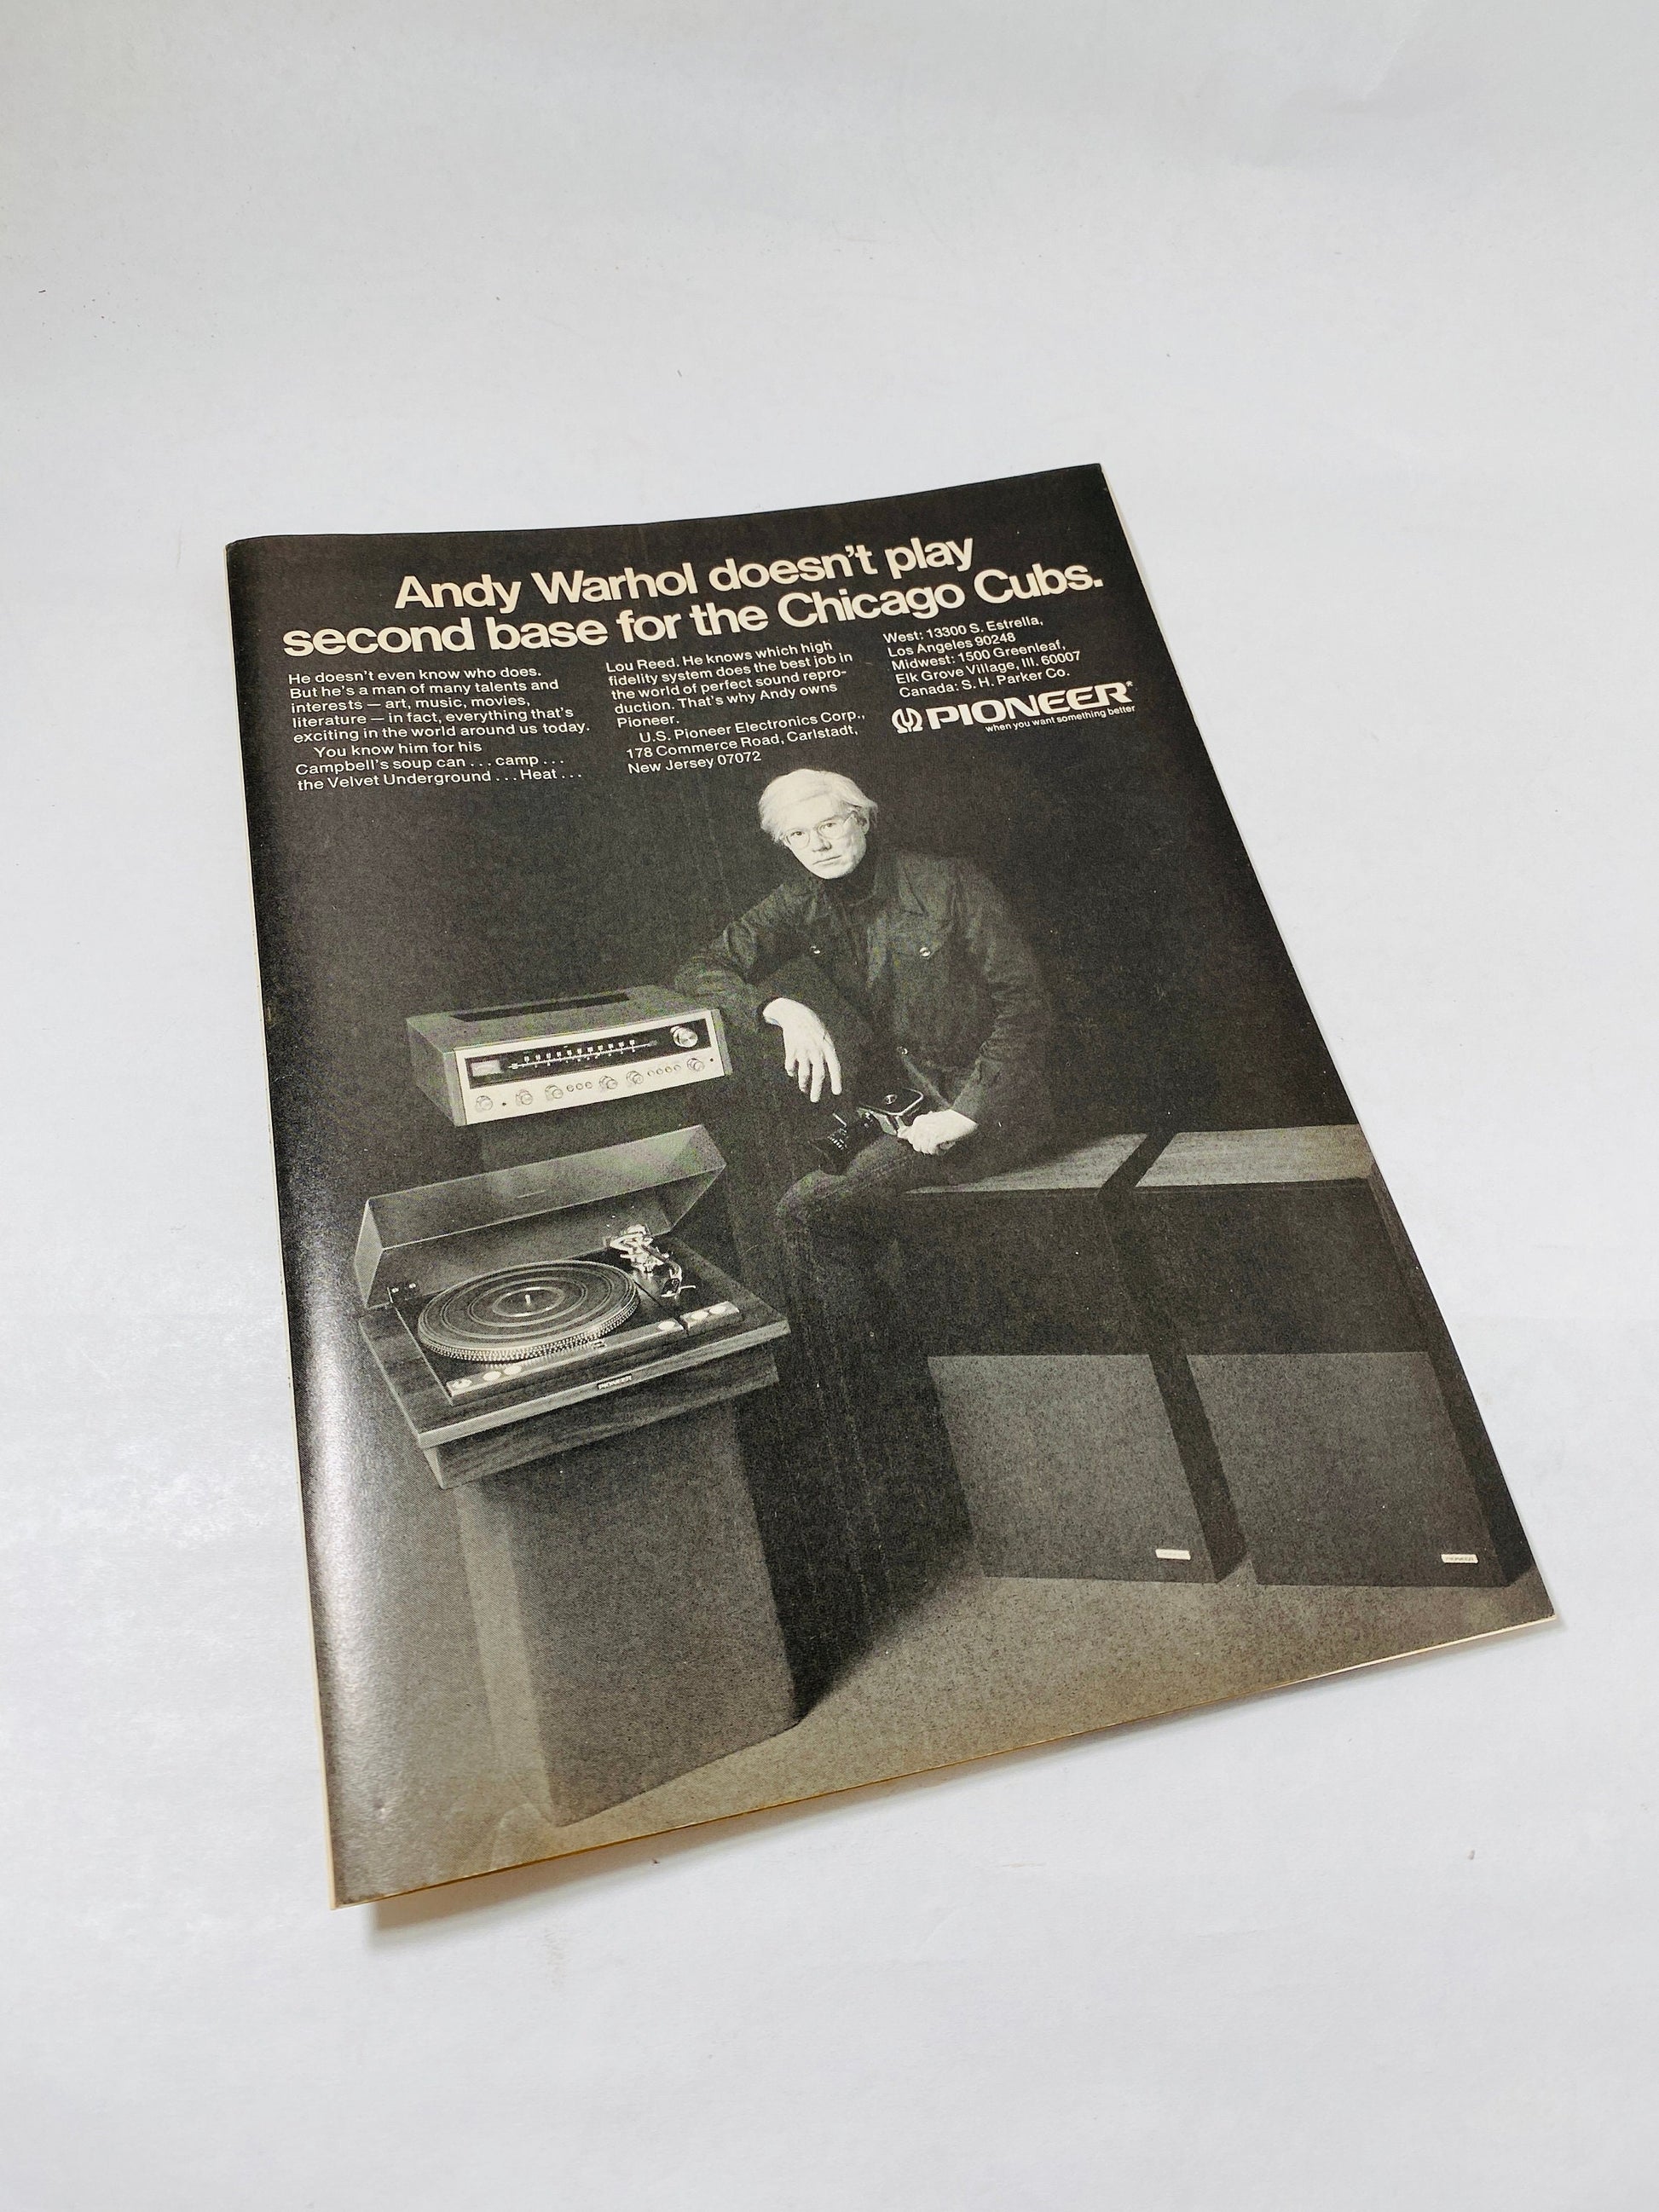 Andy Warhol doesn't play
second base for the Chicago Cubs.
He doesn't even know who does.
But he's a man of many talents and
interests — art, music, movies,
literature — in fact, everything that's
exciting in the world around us today.
You know him for his
Campbell's soup can . . . camp . . .
the Velvet Underground . . . Heat . . .
Lou Reed. He knows which high
fidelity system does the best job in
the world of perfect sound repro-
duction. That's why Andy owns
Pioneer.
U.S. Pioneer Electronics Corp.,
178 Commerce Road, Carlstadt,
New Jersey 07072
West: 13300 S. Estrella,
Los Angeles 90248
Midwest: 1500 Greenleaf,
Elk Grove Village, Ill. 60007
Canada: S. H. Parker Co.
PIONEER®
when you want something better
PIONEER
PIONEER